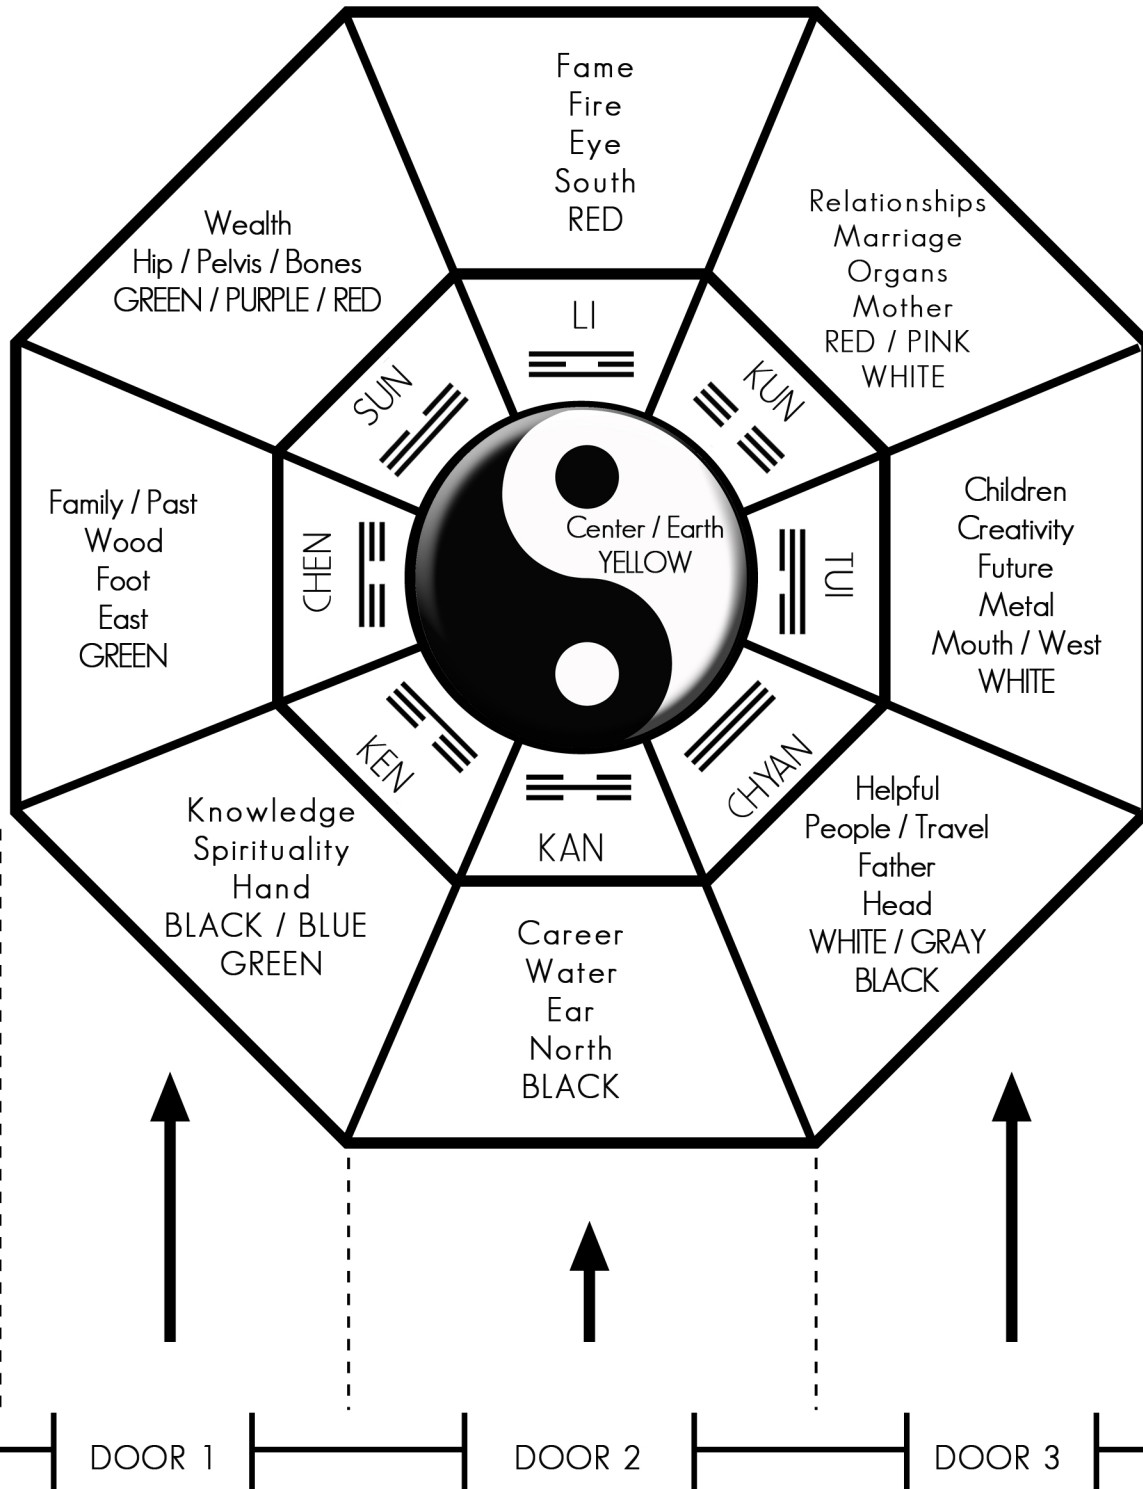 Fame
Fire
Eye
South
RED
Relationships
Marriage
Organs
Mother
RED / PINK
WHITE
Wealth
Hip / Pelvis / Bones
GREEN / PURPLE / RED
LI
SUN
KUN
Family / Past
Wood
Foot
East
GREEN
CHEN
Center / Earth
YELLOW
TUI
Children
Creativity
Future
Metal
Mouth / West
WHITE
KEN
KAN
CHYAN
Knowledge
Spirituality
Hand
BLACK / BLUE
GREEN
Career
Water
Ear
North
BLACK
Helpful
People / Travel
Father
Head
WHITE / GRAY
BLACK
DOOR 1
DOOR 2
DOOR 3